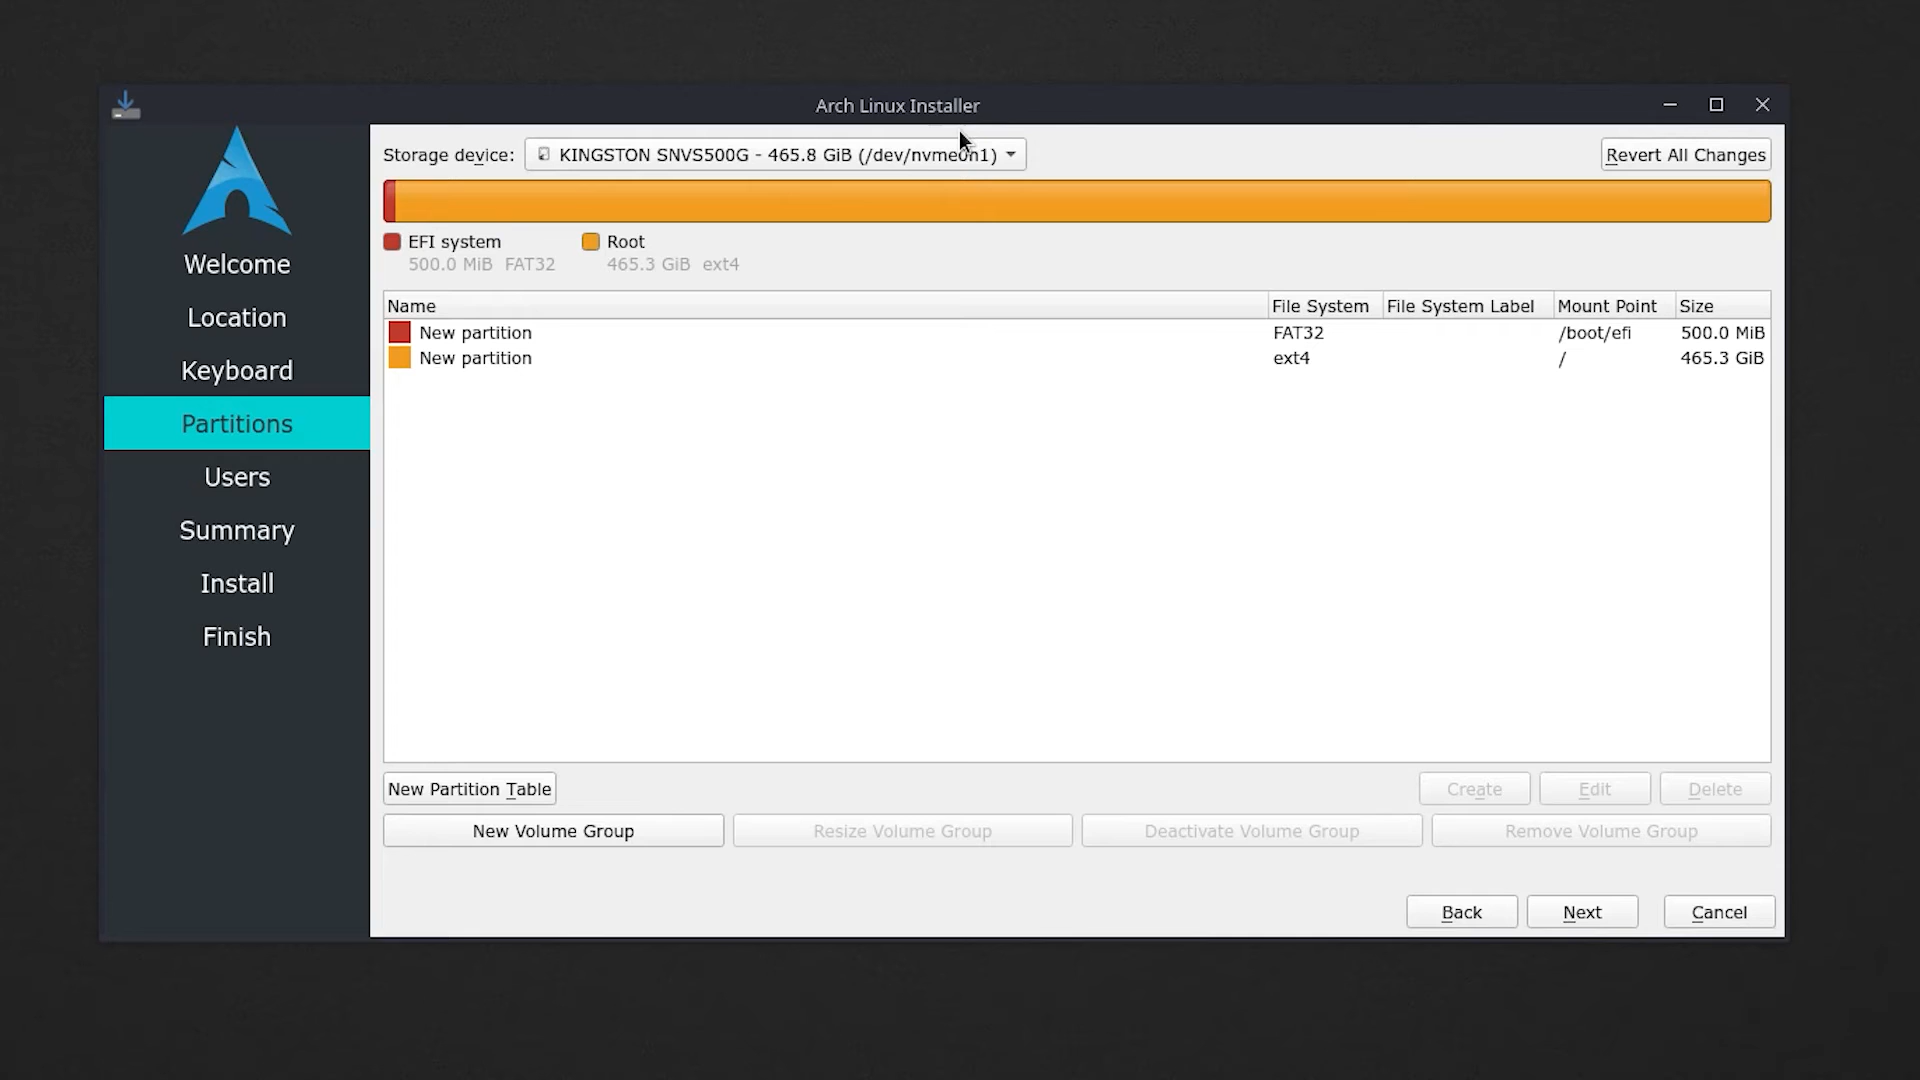 Arch Linux Installer
Welcome
Location
Keyboard
Partitions
Users
Summary
Install
Finish
Storage device: KINGSTON SNVS500G - 465.8 GiB (/dev/nvme0n1) Revert All Changes
EFI system Root
500.0 MiB FAT32 465.3 GiB ext4
Name File System File System Label Mount Point Size
New partition FAT32 /boot/efi 500.0 MiB
New partition ext4 / 465.3 GiB
New Partition Table Create Edit Delete
New Volume Group Resize Volume Group Deactivate Volume Group Remove Volume Group
Back Next Cancel